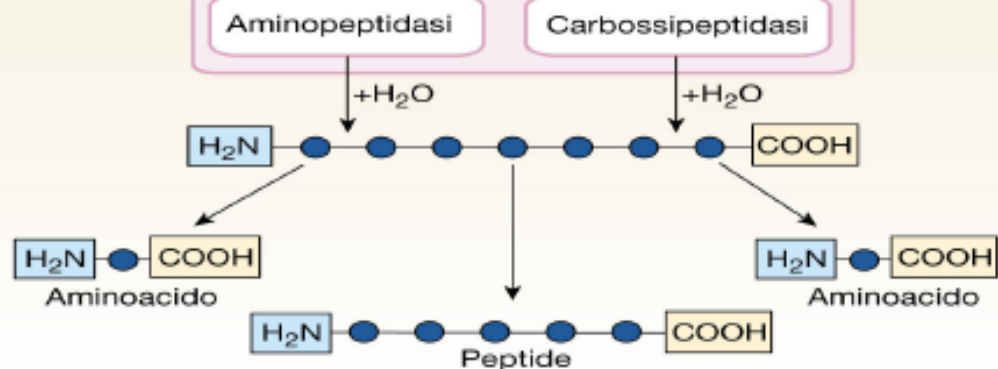 Aminopeptidasi Carbossipeptidasi
+H₂O +H₂O
H₂N COOH
H₂N COOH H₂N COOH
Aminoacido Aminoacido
H₂N COOH
Peptide